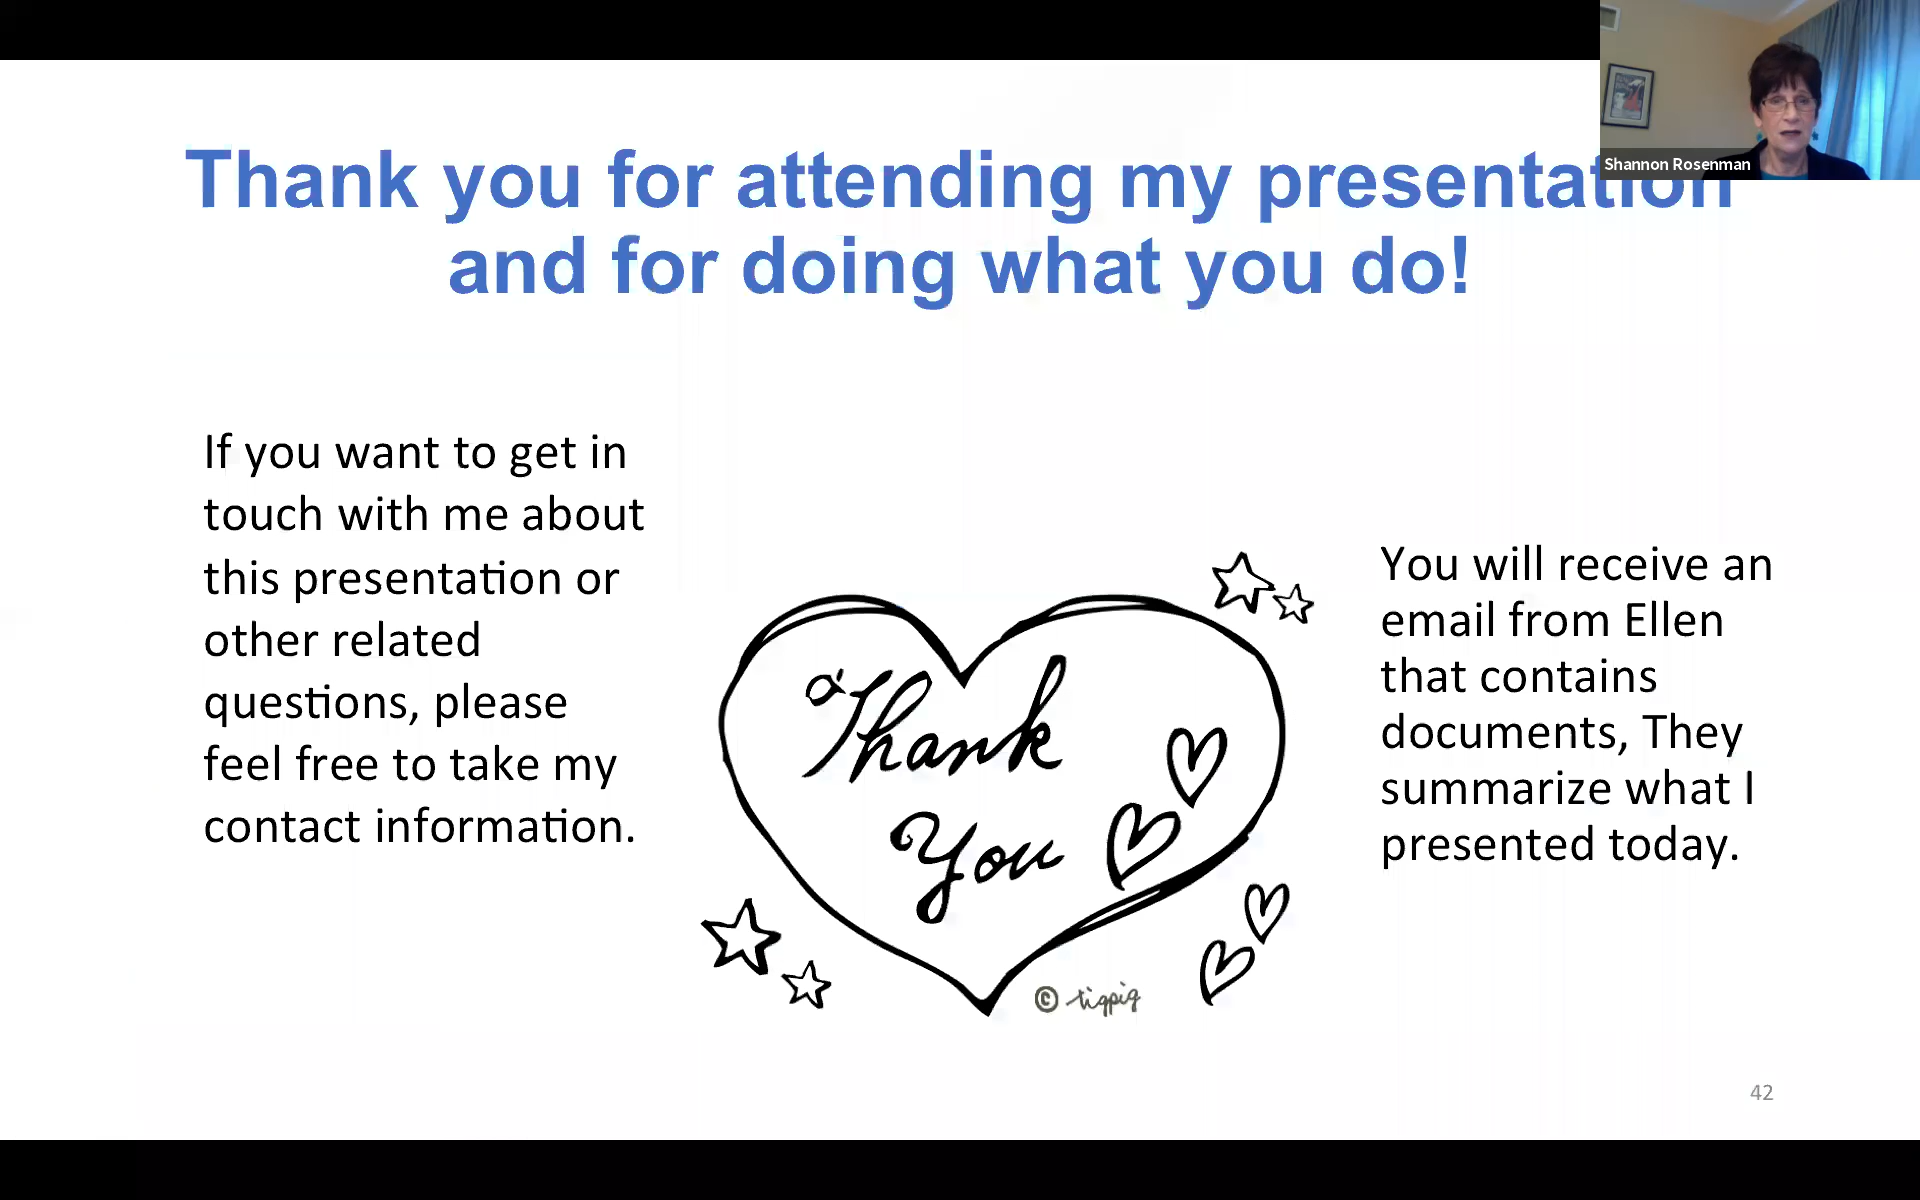 Shannon Rosenman
Thank you for attending my presentation
and for doing what you do!
If you want to get in
touch with me about
this presentation or
other related
questions, please
feel free to take my
contact information.
Thank
You
© tigpig
You will receive an
email from Ellen
that contains
documents, They
summarize what I
presented today.
42